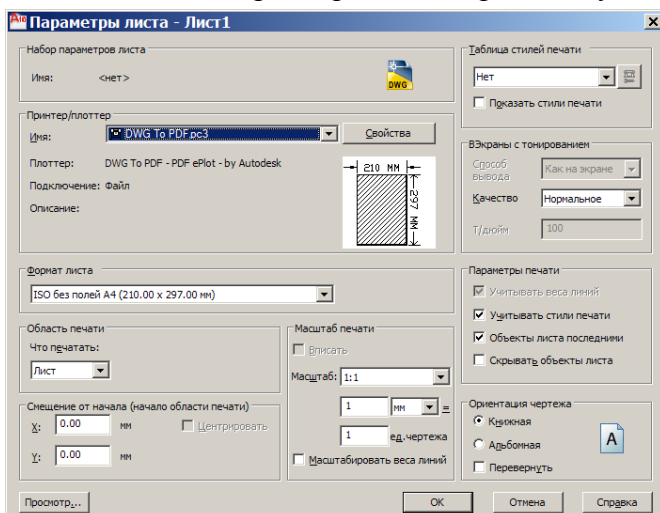 Параметры листа - Лист1
Набор параметров листа
Имя: <нет>
DWG
Таблица стилей печати
Нет
Показать стили печати
Принтер/плоттер
Имя: DWG To PDF.pc3 Свойства
Плоттер: DWG To PDF - PDF ePlot - by Autodesk
Подключение: Файл
Описание:
210 MM
297 MM
ВЭкраны с тонированием
Способ вывода Как на экране
Качество Нормальное
Т/дюйм 100
Формат листа
ISO без полей A4 (210.00 x 297.00 мм)
Параметры печати
Учитывать веса линий
Учитывать стили печати
Объекты листа последними
Скрывать объекты листа
Область печати
Что печатать:
Лист
Масштаб печати
Вписать
Масштаб: 1:1
1 мм =
1 ед.чертежа
Масштабировать веса линий
Смещение от начала (начало области печати)
X: 0.00 мм Центрировать
Y: 0.00 мм
Ориентация чертежа
Книжная
Альбомная
Перевернуть
A
Просмотр... ОК Отмена Справка